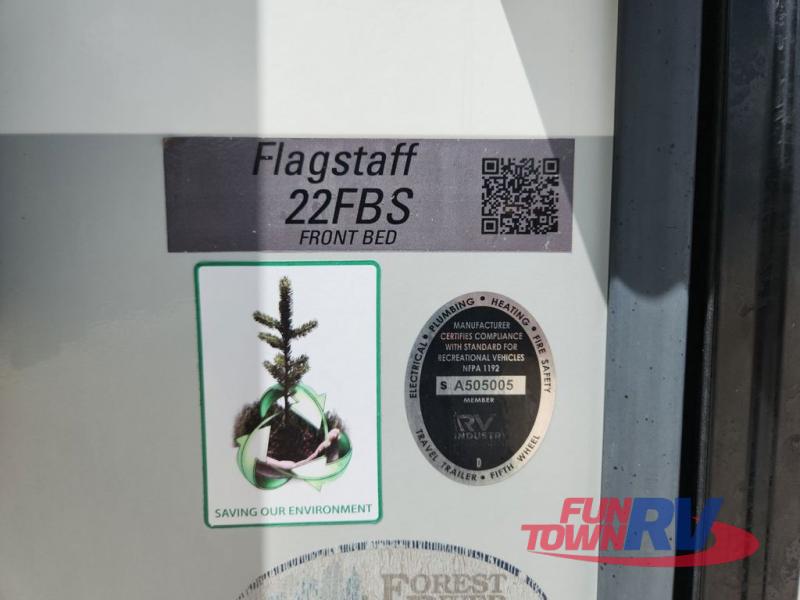 Flagstaff
22FBS
FRONT BED
SAVING OUR ENVIRONMENT
ELECTRICAL • PLUMBING • HEATING • FIRE SAFETY
MANUFACTURER
CERTIFIES COMPLIANCE
WITH STANDARD FOR
RECREATIONAL VEHICLES
NFPA 1192
S A505005
MEMBER
RV
INDUSTRY
D
TRAVEL TRAILER • FIFTH WHEEL
FUN
TOWN RV
FOREST
RIVER